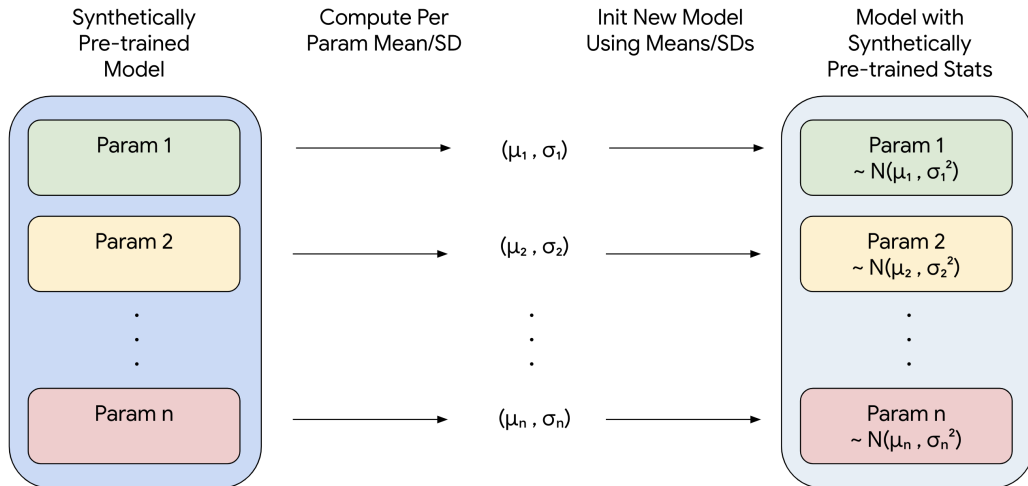 Synthetically
Pre-trained
Model
Compute Per
Param Mean/SD
Init New Model
Using Means/SDs
Model with
Synthetically
Pre-trained Stats
Param 1
(μ₁ , σ₁)
Param 1
~ N(μ₁ , σ₁²)
Param 2
(μ₂ , σ₂)
Param 2
~ N(μ₂ , σ₂²)
Param n
(μₙ , σₙ)
Param n
~ N(μₙ , σₙ²)